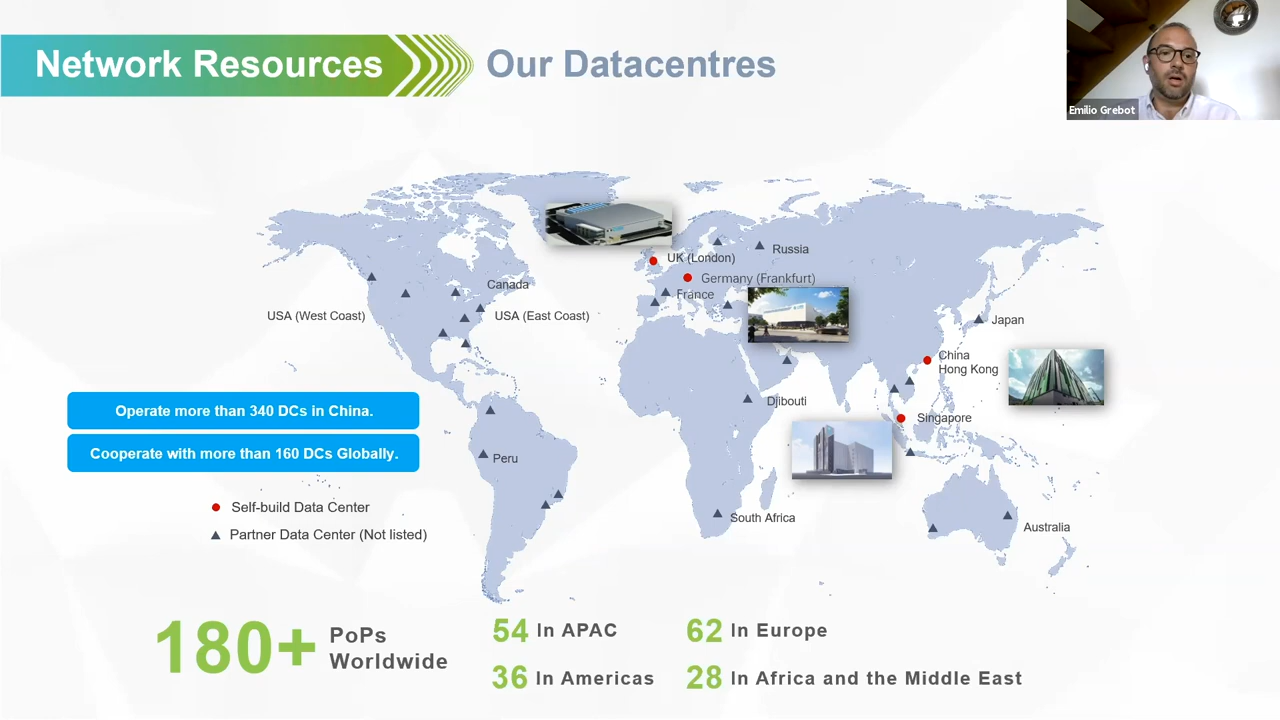 Network Resources
Our Datacentres
Emilio Grebot
UK (London)
Russia
Germany (Frankfurt)
France
Canada
USA (West Coast)
USA (East Coast)
Japan
China
Hong Kong
Djibouti
Singapore
Peru
South Africa
Australia
Operate more than 340 DCs in China.
Cooperate with more than 160 DCs Globally.
Self-build Data Center
Partner Data Center (Not listed)
180+ PoPs
Worldwide
54 In APAC
62 In Europe
36 In Americas
28 In Africa and the Middle East